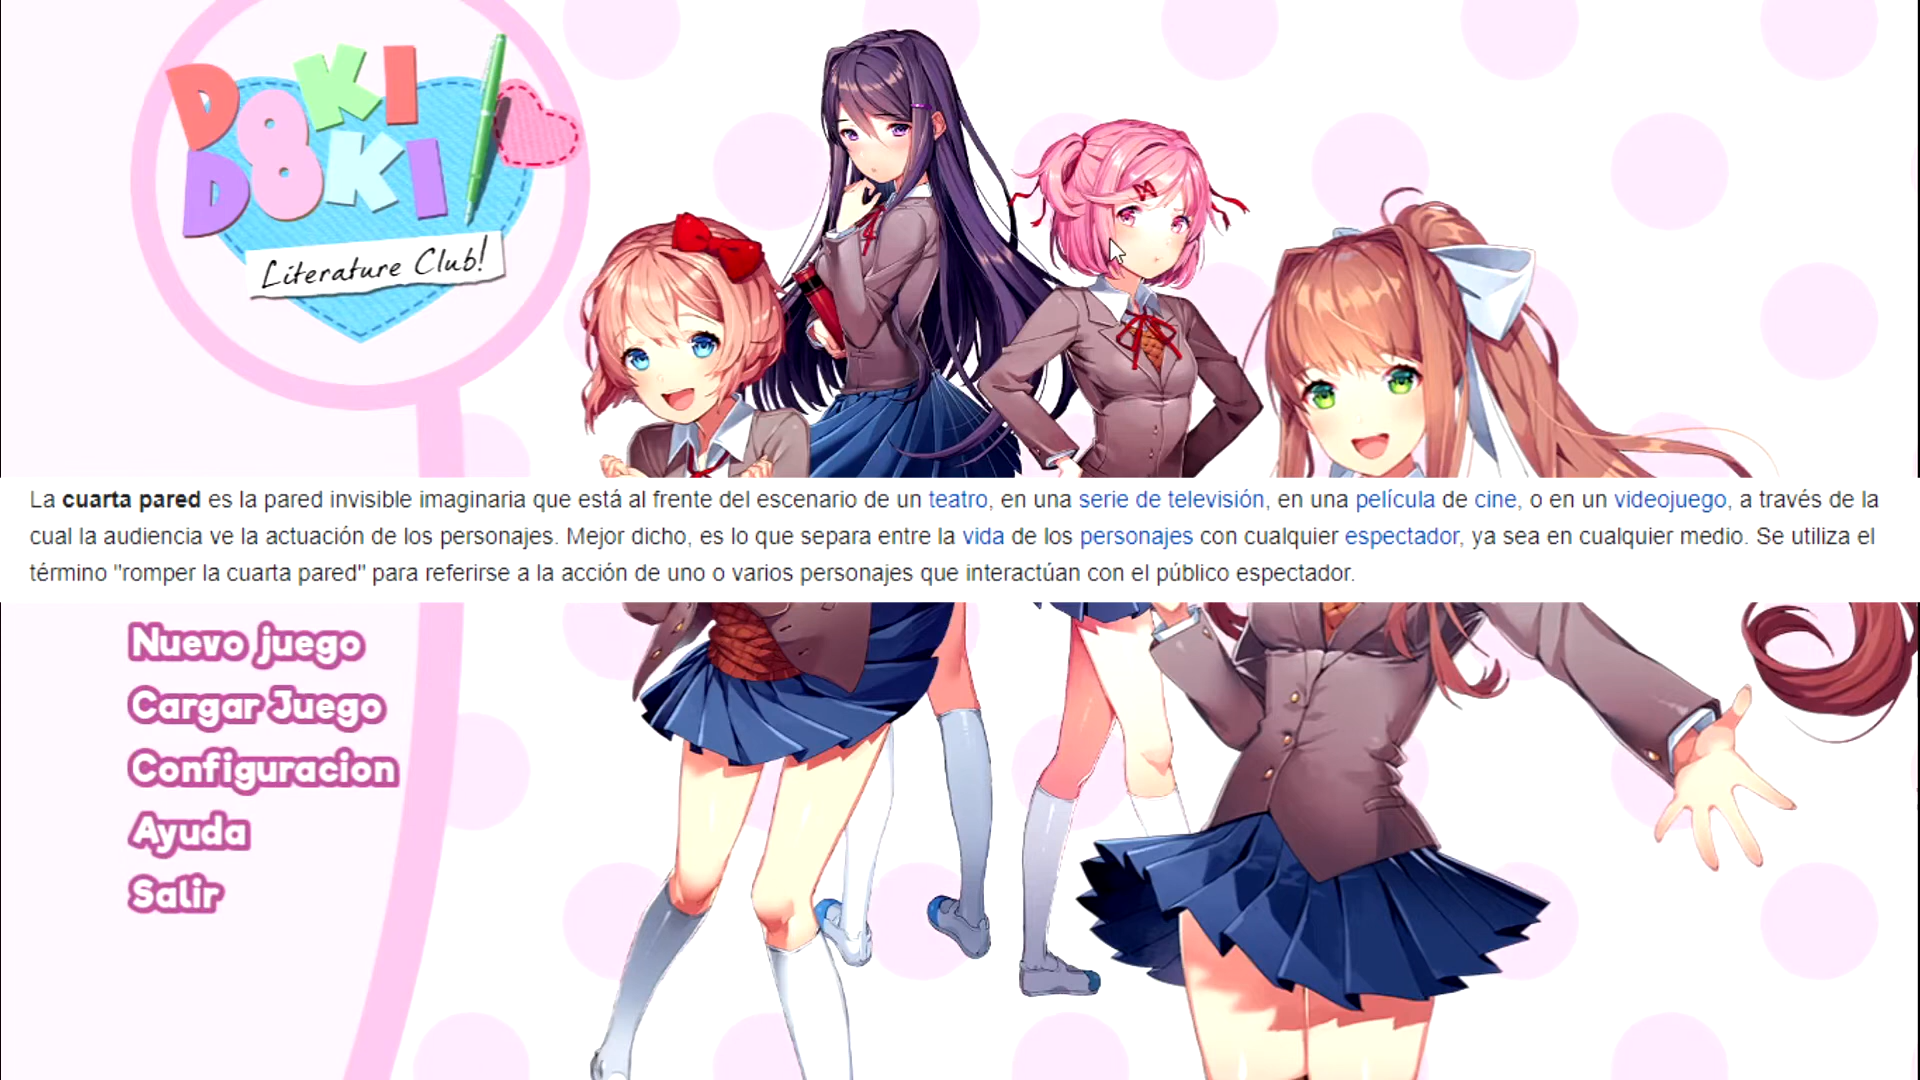 DOKI
DOKI
Literature Club!
La cuarta pared es la pared invisible imaginaria que está al frente del escenario de un teatro, en una serie de televisión, en una película de cine, o en un videojuego, a través de la
cual la audiencia ve la actuación de los personajes. Mejor dicho, es lo que separa entre la vida de los personajes con cualquier espectador, ya sea en cualquier medio. Se utiliza el
término "romper la cuarta pared" para referirse a la acción de uno o varios personajes que interactúan con el público espectador.
Nuevo juego
Cargar Juego
Configuracion
Ayuda
Salir